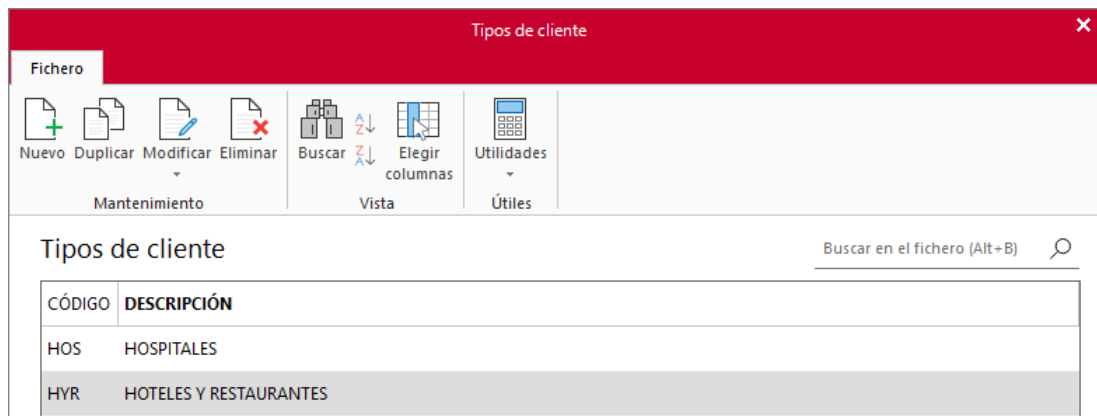 Tipos de cliente
Fichero
Nuevo Duplicar Modificar Eliminar Buscar Elegir columnas Utilidades
Mantenimiento Vista Útiles
Tipos de cliente Buscar en el fichero (Alt+B)
CÓDIGO DESCRIPCIÓN
HOS HOSPITALES
HYR HOTELES Y RESTAURANTES